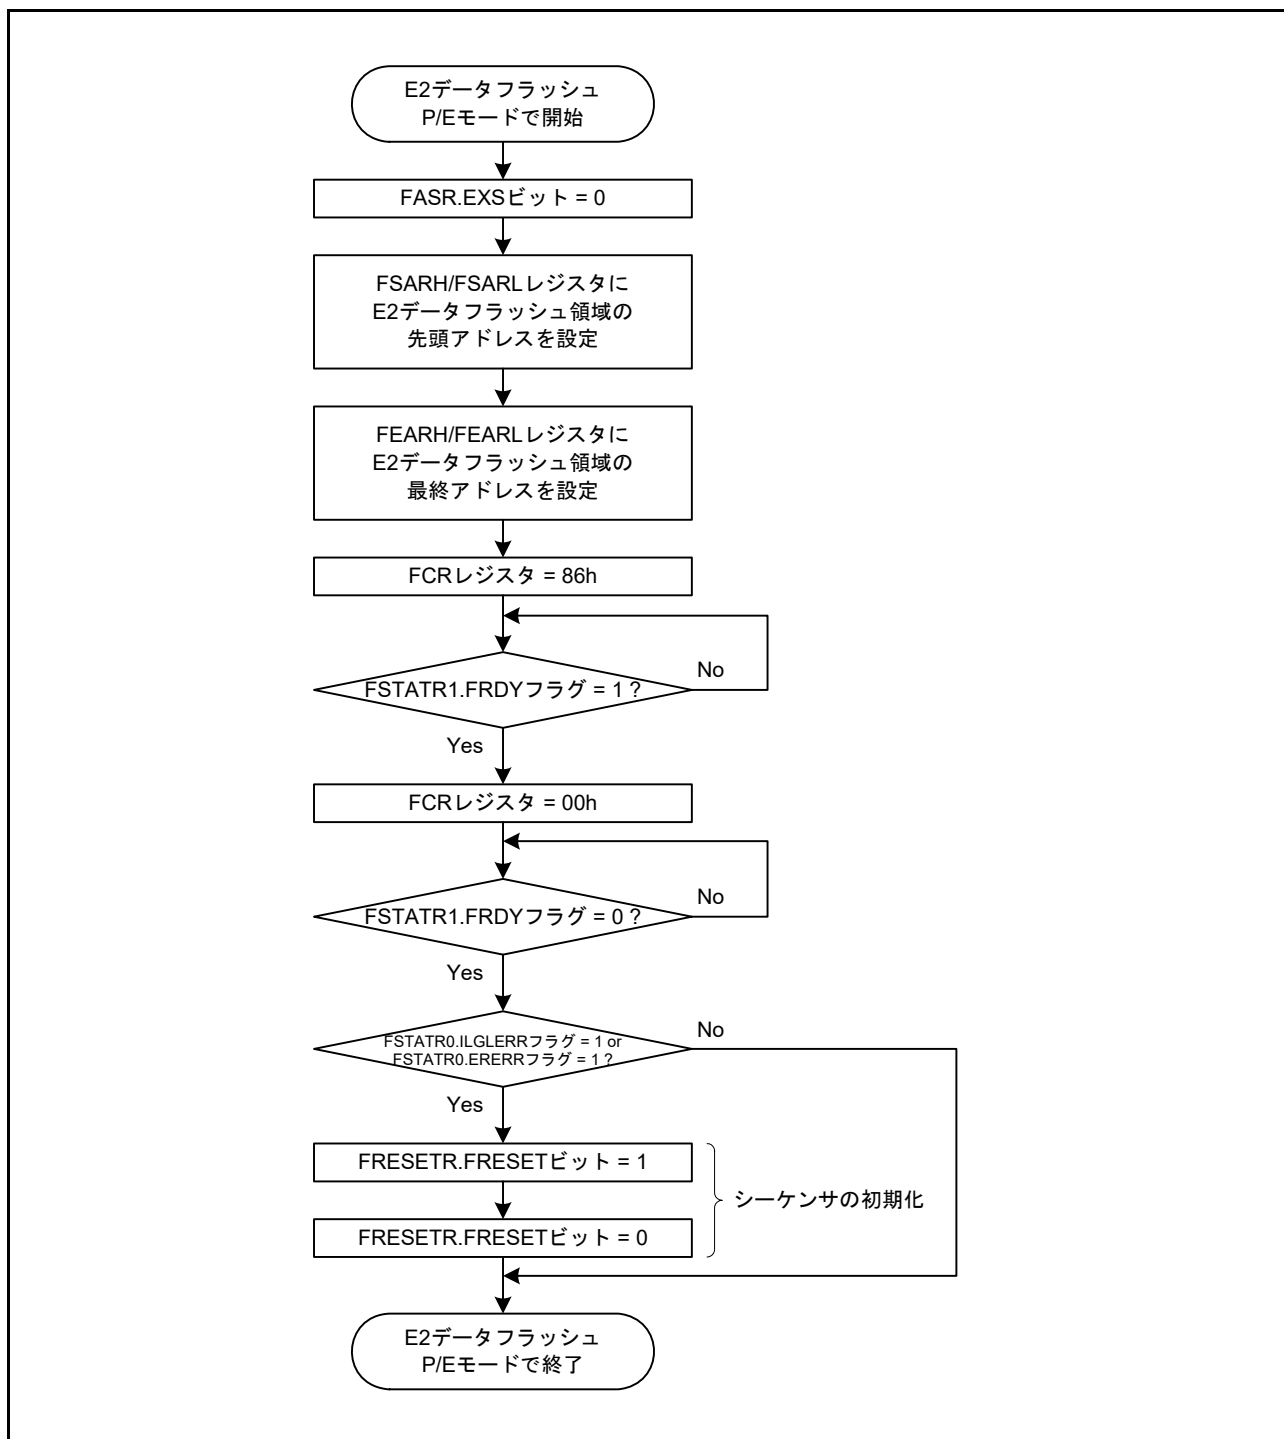 E2データフラッシュ
P/Eモードで開始
FASR.EXSビット = 0
FSARH/FSARLレジスタに
E2データフラッシュ領域の
先頭アドレスを設定
FEARH/FEARLレジスタに
E2データフラッシュ領域の
最終アドレスを設定
FCRレジスタ = 86h
FSTATR1.FRDYフラグ = 1 ?
No
Yes
FCRレジスタ = 00h
FSTATR1.FRDYフラグ = 0 ?
No
Yes
FSTATR0.ILGLERRフラグ = 1 or
FSTATR0.ERERRフラグ = 1 ?
No
Yes
FRESETR.FRESETビット = 1
FRESETR.FRESETビット = 0
シーケンサの初期化
E2データフラッシュ
P/Eモードで終了